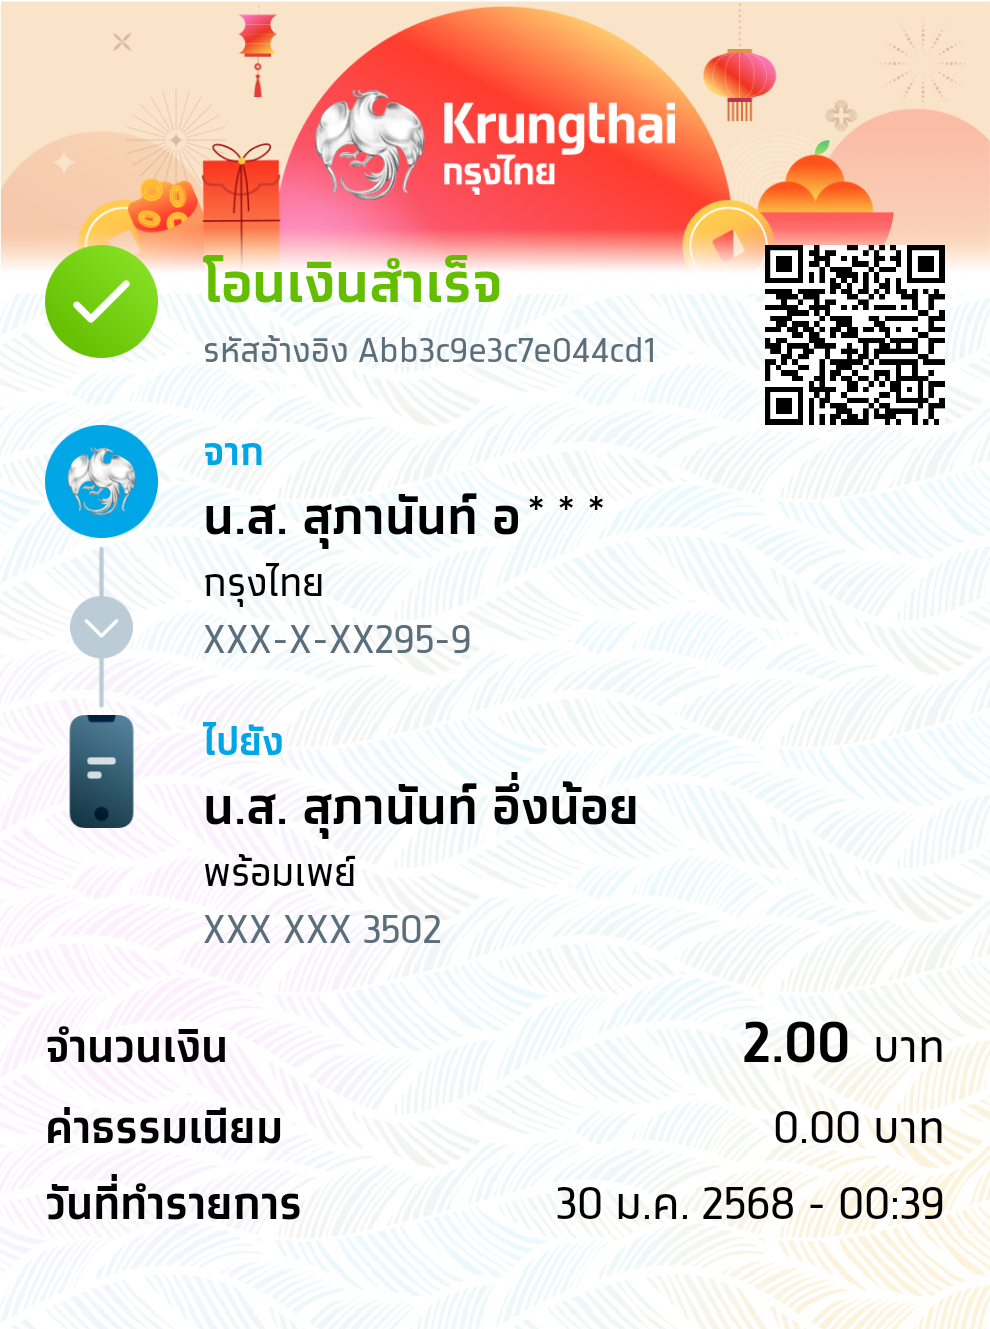 Krungthai
กรุงไทย
โอนเงินสำเร็จ
รหัสอ้างอิง Abb3c9e3c7e044cd1
จาก
น.ส. สุภานันท์ อ***
กรุงไทย
XXX-X-XX295-9
ไปยัง
น.ส. สุภานันท์ อึ่งน้อย
พร้อมเพย์
XXX XXX 3502
จำนวนเงิน 2.00 บาท
ค่าธรรมเนียม 0.00 บาท
วันที่ทำรายการ 30 ม.ค. 2568 - 00:39